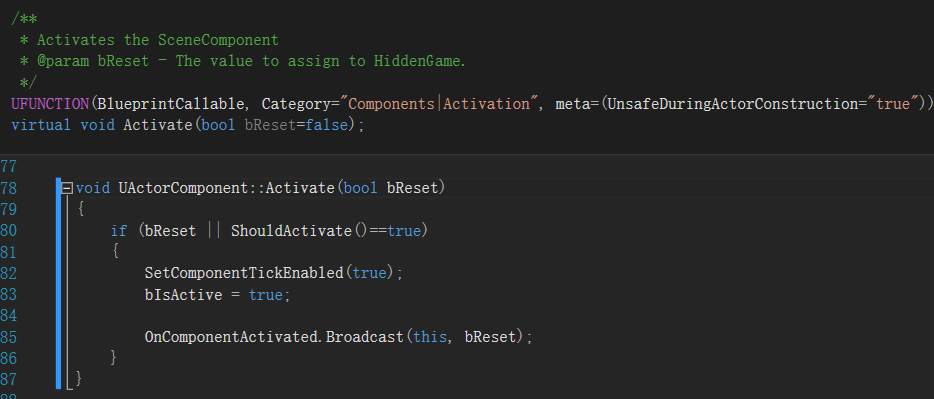 /**
 * Activates the SceneComponent
 * @param bReset - The value to assign to HiddenGame.
 */
UFUNCTION(BlueprintCallable, Category="Components|Activation", meta=(UnsafeDuringActorConstruction="true"))
virtual void Activate(bool bReset=false);
77
78 void UActorComponent::Activate(bool bReset)
79 {
80     if (bReset || ShouldActivate()==true)
81     {
82         SetComponentTickEnabled(true);
83         bIsActive = true;
84
85         OnComponentActivated.Broadcast(this, bReset);
86     }
87 }